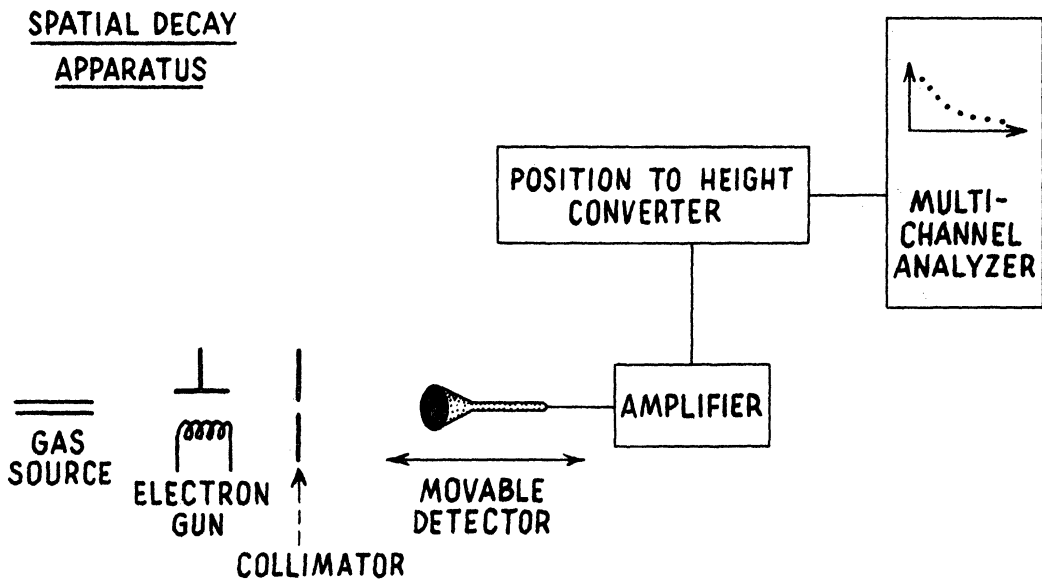 SPATIAL DECAY
APPARATUS
POSITION TO HEIGHT
CONVERTER
MULTI-
CHANNEL
ANALYZER
AMPLIFIER
GAS
SOURCE
ELECTRON
GUN
COLLIMATOR
MOVABLE
DETECTOR